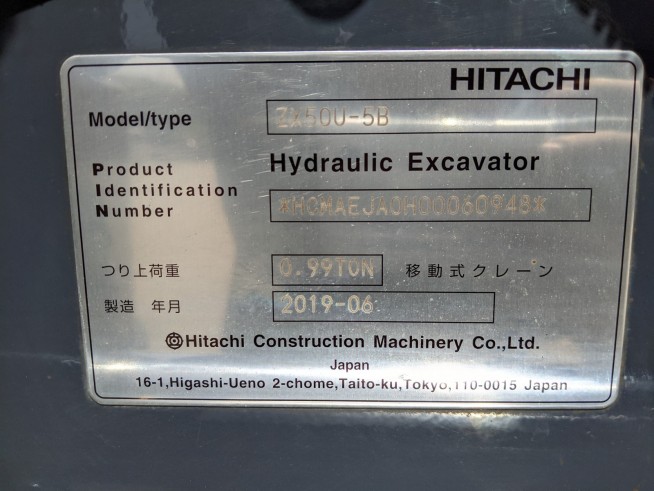 HITACHI
Model/type ZX50U-5B
Hydraulic Excavator
Product
Identification
Number *HCMAEJA0H00060948*
つり上荷重 0.99TON 移動式クレーン
製造 年月 2019-06
Hitachi Construction Machinery Co.,Ltd.
Japan
16-1,Higashi-Ueno 2-chome,Taito-ku,Tokyo,110-0015 Japan